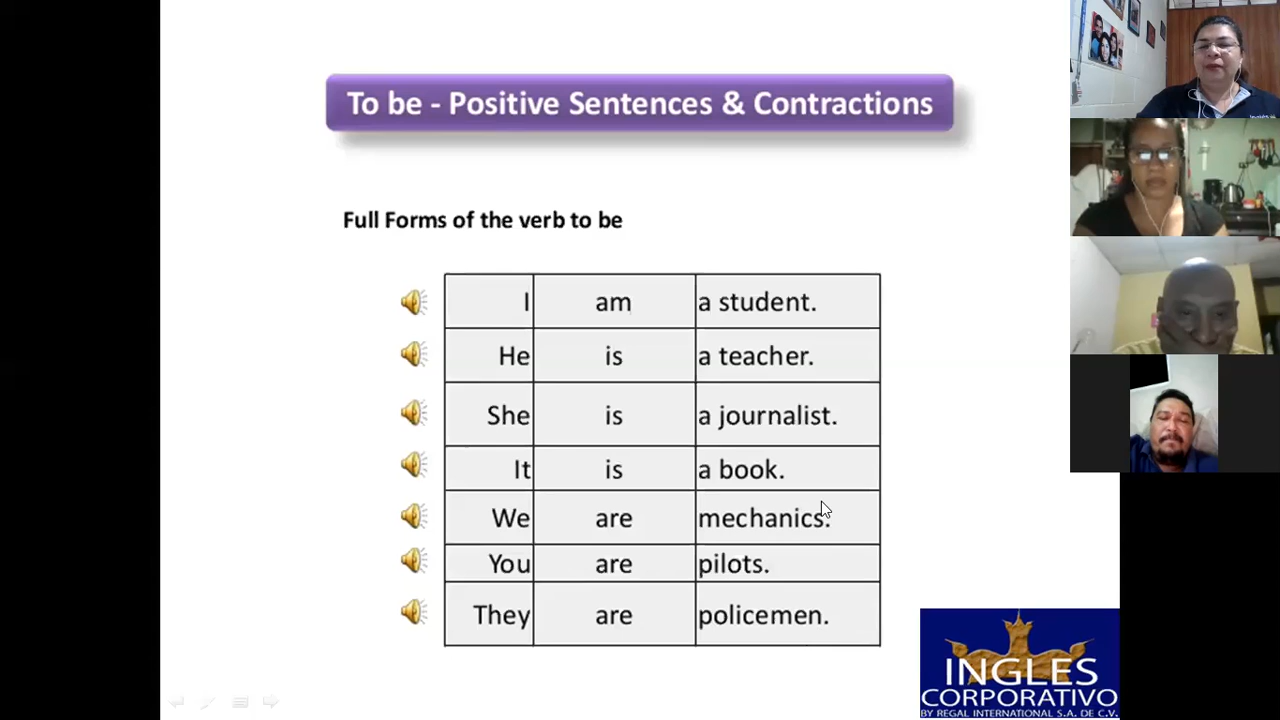 To be - Positive Sentences & Contractions
Full Forms of the verb to be
I am a student.
He is a teacher.
She is a journalist.
It is a book.
We are mechanics.
You are pilots.
They are policemen.
INGLES
CORPORATIVO
BY REGAL INTERNATIONAL S.A. DE C.V.